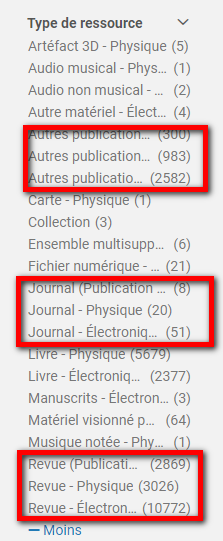 Type de ressource
Artéfact 3D - Physique (5)
Audio musical - Phys... (1)
Audio non musical - ... (2)
Autre matériel - Élect... (4)
Autres publication... (300)
Autres publication... (983)
Autres publicatio... (2582)
Carte - Physique (1)
Collection (3)
Ensemble multisupp... (6)
Fichier numérique - ... (21)
Journal (Publication ... (8)
Journal - Physique (20)
Journal - Électroniq... (51)
Livre - Physique (5679)
Livre - Électroniq... (2377)
Manuscrits - Électron... (3)
Matériel visionné p... (64)
Musique notée - Phy... (1)
Revue (Publicati... (2869)
Revue - Physique (3026)
Revue - Électron... (10772)
— Moins